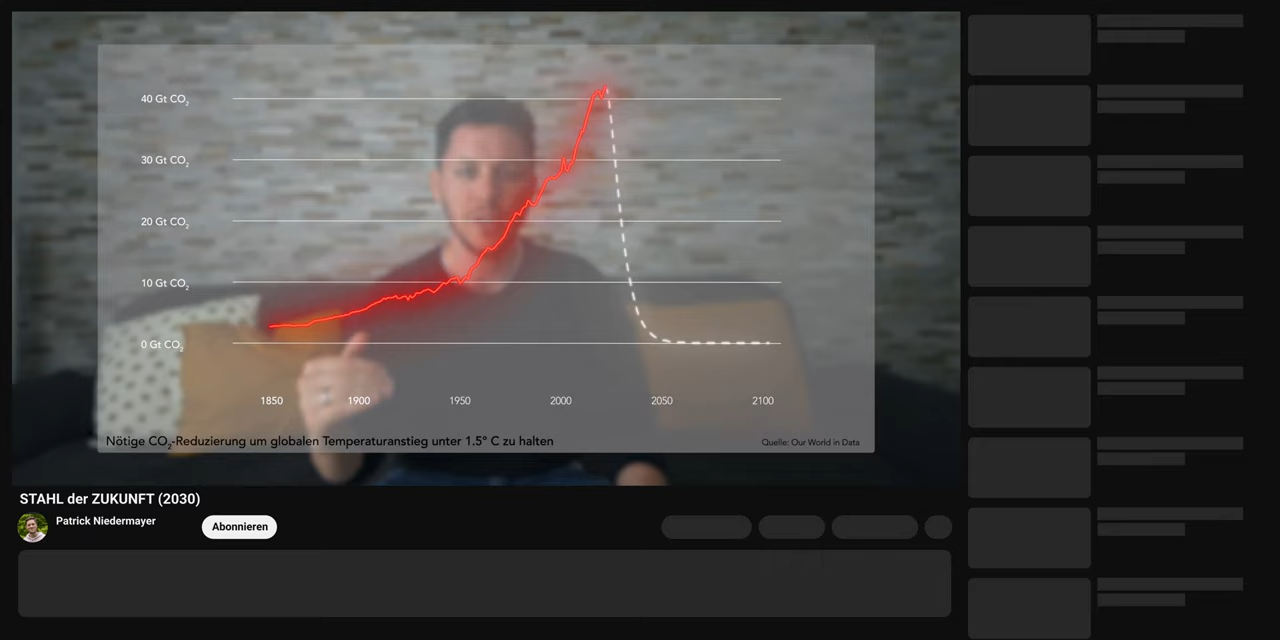 40 Gt CO₂
30 Gt CO₂
20 Gt CO₂
10 Gt CO₂
0 Gt CO₂
1850 1900 1950 2000 2050 2100
Nötige CO₂-Reduzierung um globalen Temperaturanstieg unter 1.5° C zu halten
Quelle: Our World in Data
STAHL der ZUKUNFT (2030)
Patrick Niedermayer
Abonnieren